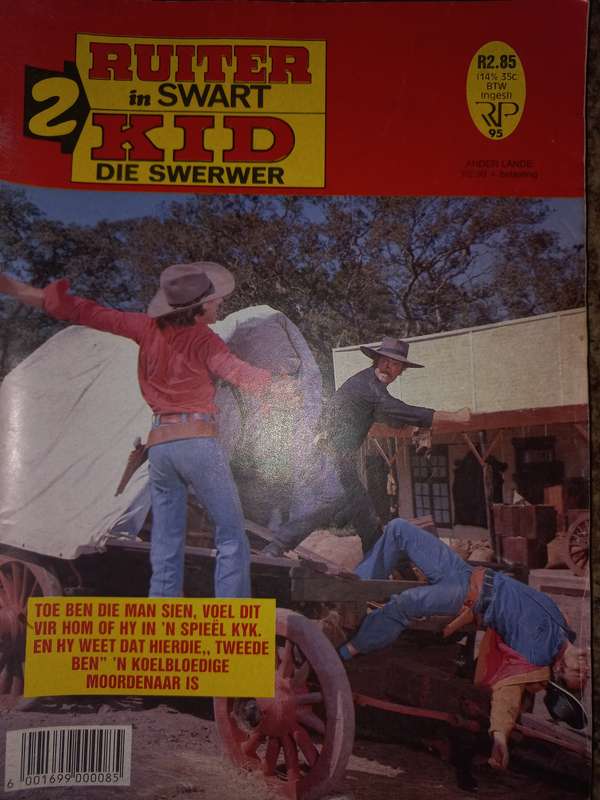 2
RUITER
in SWART
KID
DIE SWERWER
R2.85
(14% 35c
BTW
Ingesl)
RP
95
ANDER LANDE:
TOE BEN DIE MAN SIEN, VOEL DIT
VIR HOM OF HY IN 'N SPIEËL KYK.
EN HY WEET DAT HIERDIE,, TWEEDE
BEN" 'N KOELBLOEDIGE
MOORDENAAR IS
6 001699 000085